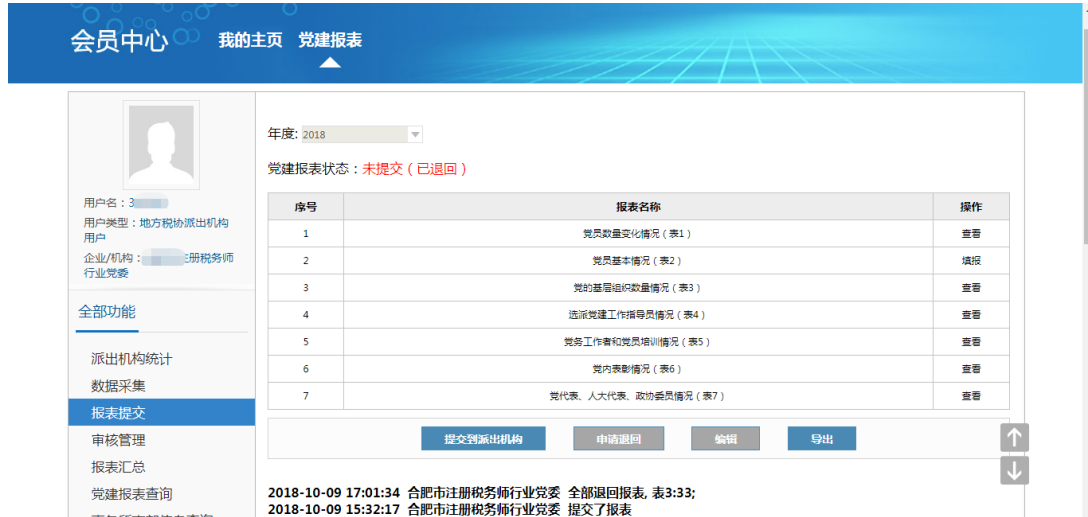 会员中心 我的主页 党建报表
年度: 2018
党建报表状态：未提交（已退回）
用户名：3
用户类型：地方税协派出机构
用户
企业/机构： 注册税务师
行业党委
全部功能
派出机构统计
数据采集
报表提交
审核管理
报表汇总
党建报表查询
序号 报表名称 操作
1 党员数量变化情况（表1） 查看
2 党员基本情况（表2） 填报
3 党的基层组织数量情况（表3） 查看
4 选派党建工作指导员情况（表4） 查看
5 党务工作者和党员培训情况（表5） 查看
6 党内表彰情况（表6） 查看
7 党代表、人大代表、政协委员情况（表7） 查看
提交到派出机构 申请退回 编辑 导出
2018-10-09 17:01:34 合肥市注册税务师行业党委 全部退回报表, 表3:33;
2018-10-09 15:32:17 合肥市注册税务师行业党委 提交了报表